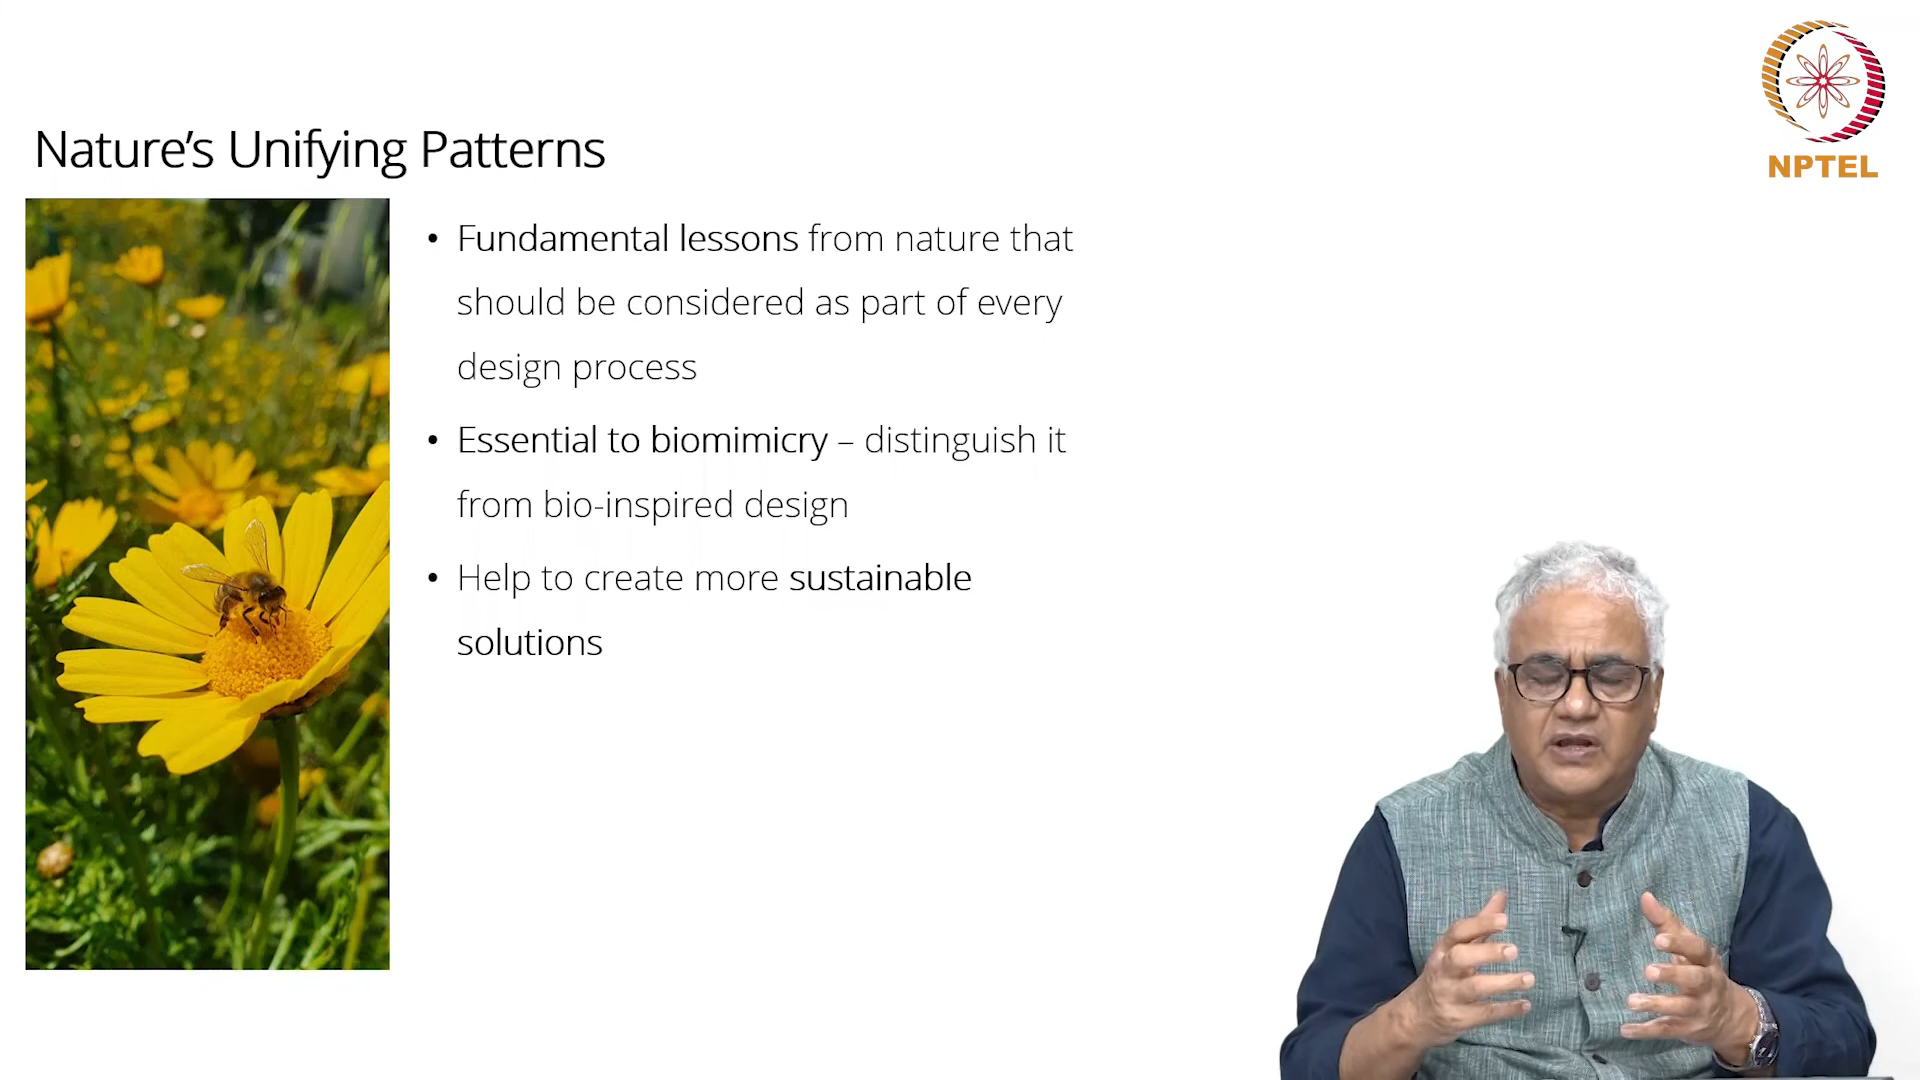 NPTEL
Nature's Unifying Patterns
• Fundamental lessons from nature that
should be considered as part of every
design process
• Essential to biomimicry – distinguish it
from bio-inspired design
• Help to create more sustainable
solutions